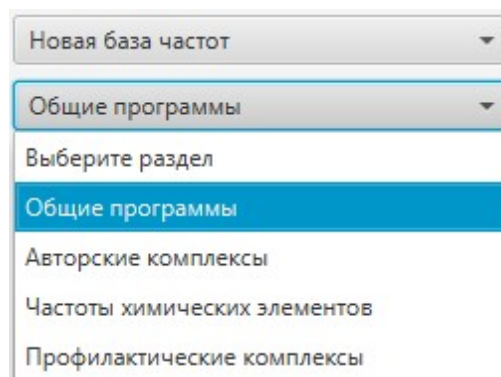 Новая база частот
Общие программы
Выберите раздел
Общие программы
Авторские комплексы
Частоты химических элементов
Профилактические комплексы